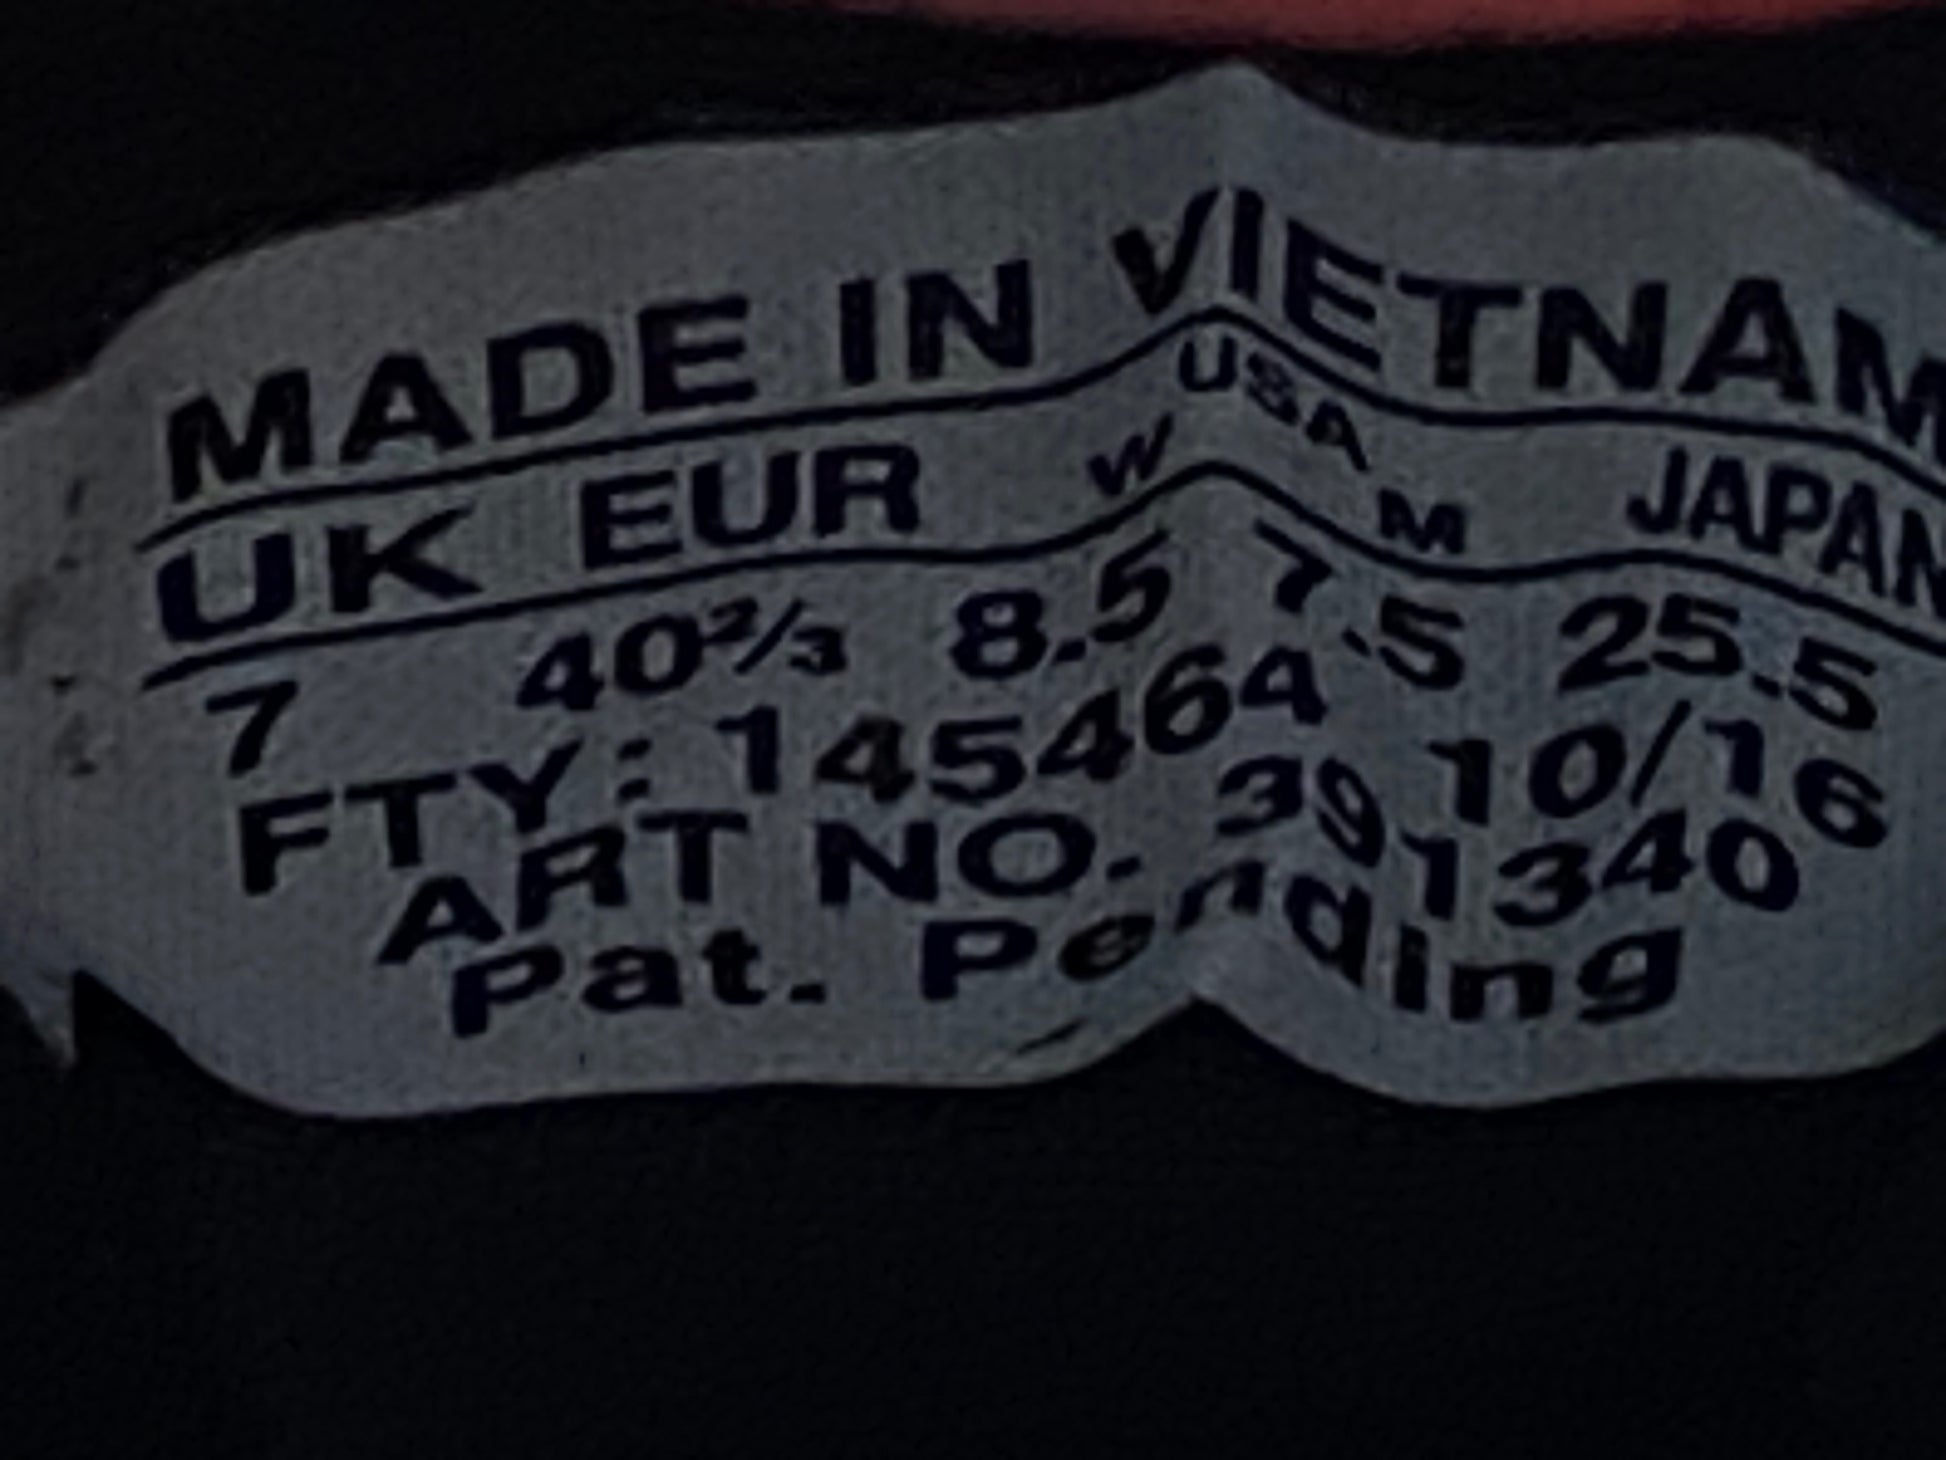 MADE IN VIETNAM
USA
UK EUR W M JAPAN
7 40⅔ 8.5 7.5 25.5
FTY: 145464 10/16
ART NO. 391340
Pat. Pending